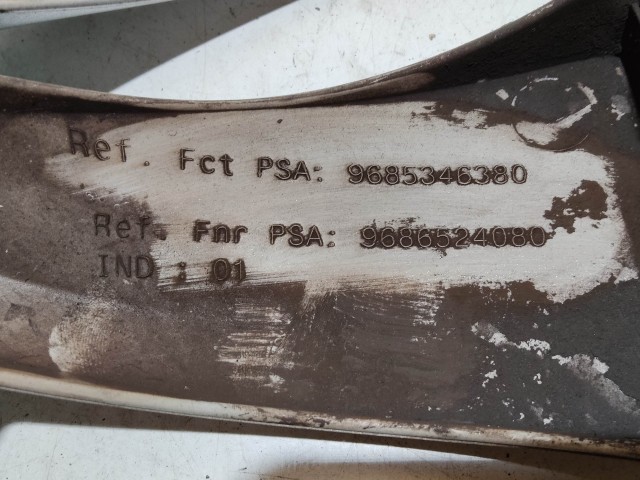 Ref. Fct PSA: 9685346380
Ref. Fnr PSA: 9686524080
IND : 01